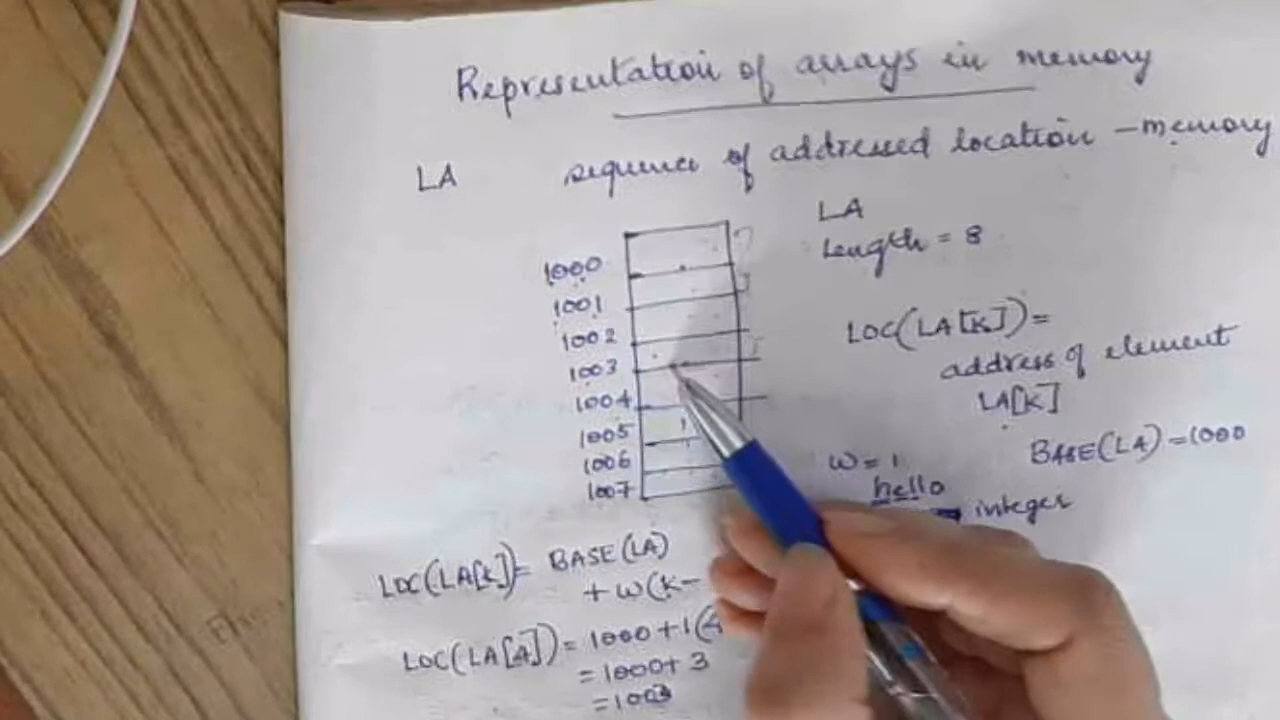 Representation of arrays in memory
LA sequence of addressed location - memory
LA
Length = 8
1000
1001
1002
1003
1004
1005
1006
1007
LOC(LA[K]) =
address of element
LA[K]
BASE(LA) = 1000
w = 1
hello
integer
LOC(LA[K]) = BASE(LA)
+ w(K-
LOC(LA[4]) = 1000 + 1(4
= 1000 + 3
= 1003